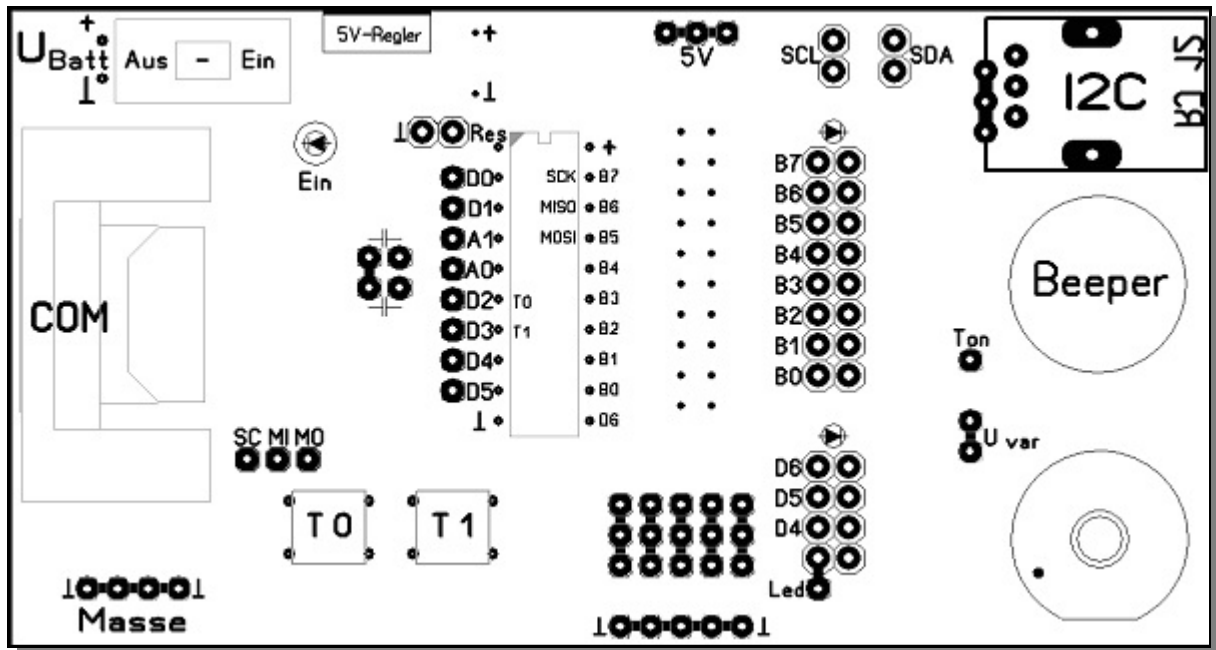 U Batt
+
⊥
Aus - Ein
5V-Regler
+
⊥
5V
SCL
SDA
I2C
⊥ Res
Ein
COM
D0
D1
A1
A0
D2
D3
D4
D5
⊥
SCK
MISO
MOSI
T0
T1
+
B7
B6
B5
B4
B3
B2
B1
B0
D6
B7
B6
B5
B4
B3
B2
B1
B0
D6
D5
D4
Led
Beeper
Ton
U var
SC MI MO
T0
T1
⊥ ⊥
Masse
⊥ ⊥